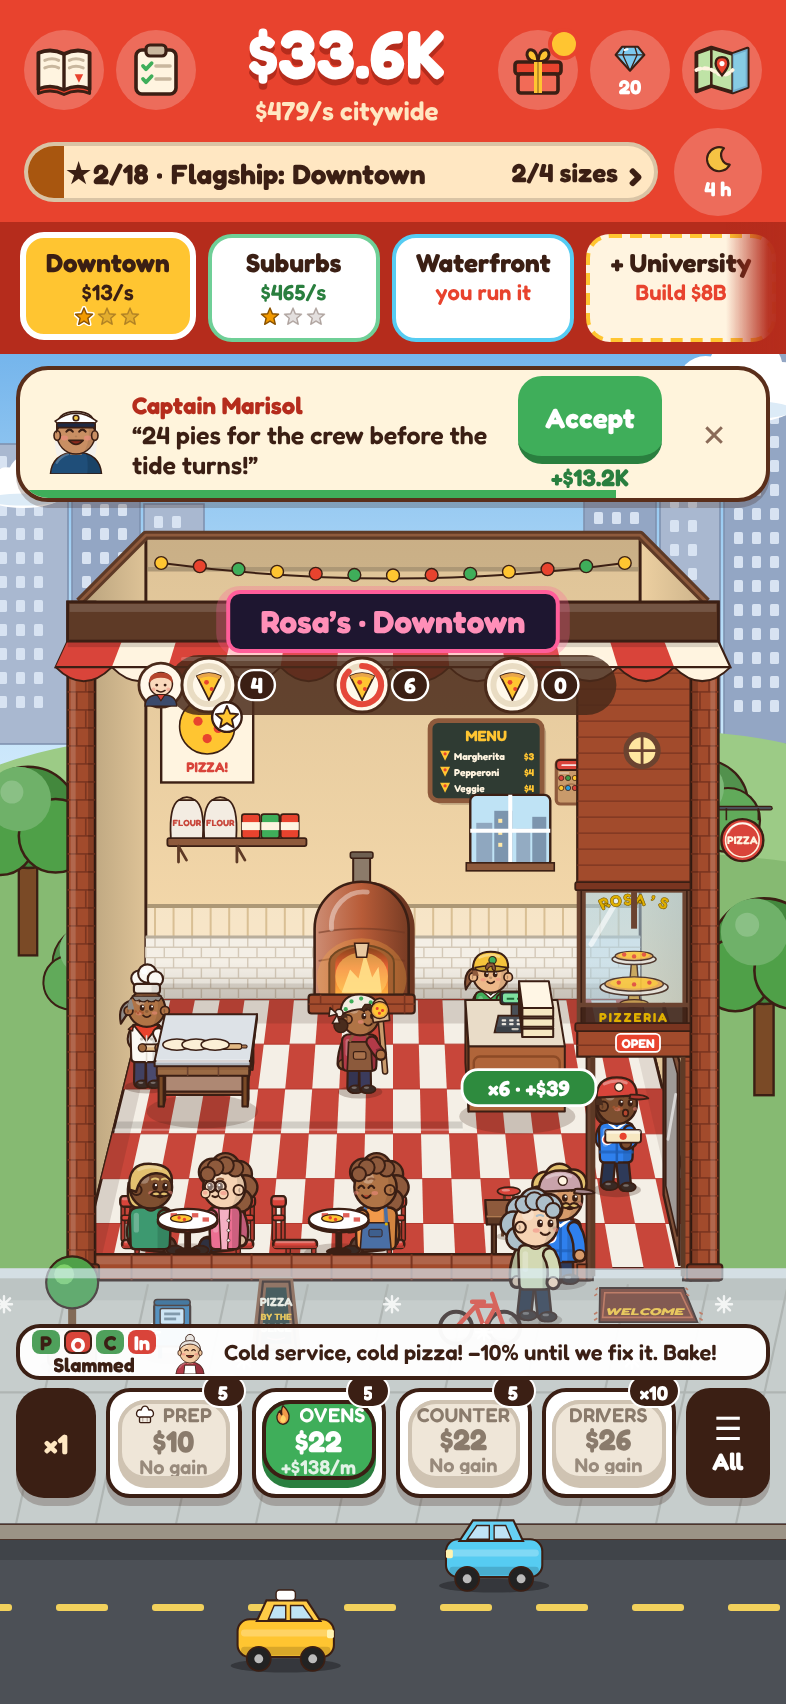 $33.6K
$479/s citywide
20
★2/18 · Flagship: Downtown
2/4 sizes
4 h
Downtown
$13/s
Suburbs
$465/s
Waterfront
you run it
+ University
Build $8B
Captain Marisol
“24 pies for the crew before the
tide turns!”
Accept
+$13.2K
Rosa’s · Downtown
4
6
0
PIZZA!
MENU
Margherita $3
Pepperoni $4
Veggie $4
FLOUR FLOUR
PIZZA
ROSA'S
PIZZERIA
OPEN
x6 · +$39
PIZZA
BY THE
WELCOME
P O C In
Slammed
Cold service, cold pizza! −10% until we fix it. Bake!
x1
5
PREP
$10
No gain
5
OVENS
$22
+$138/m
5
COUNTER
$22
No gain
x10
DRIVERS
$26
No gain
All